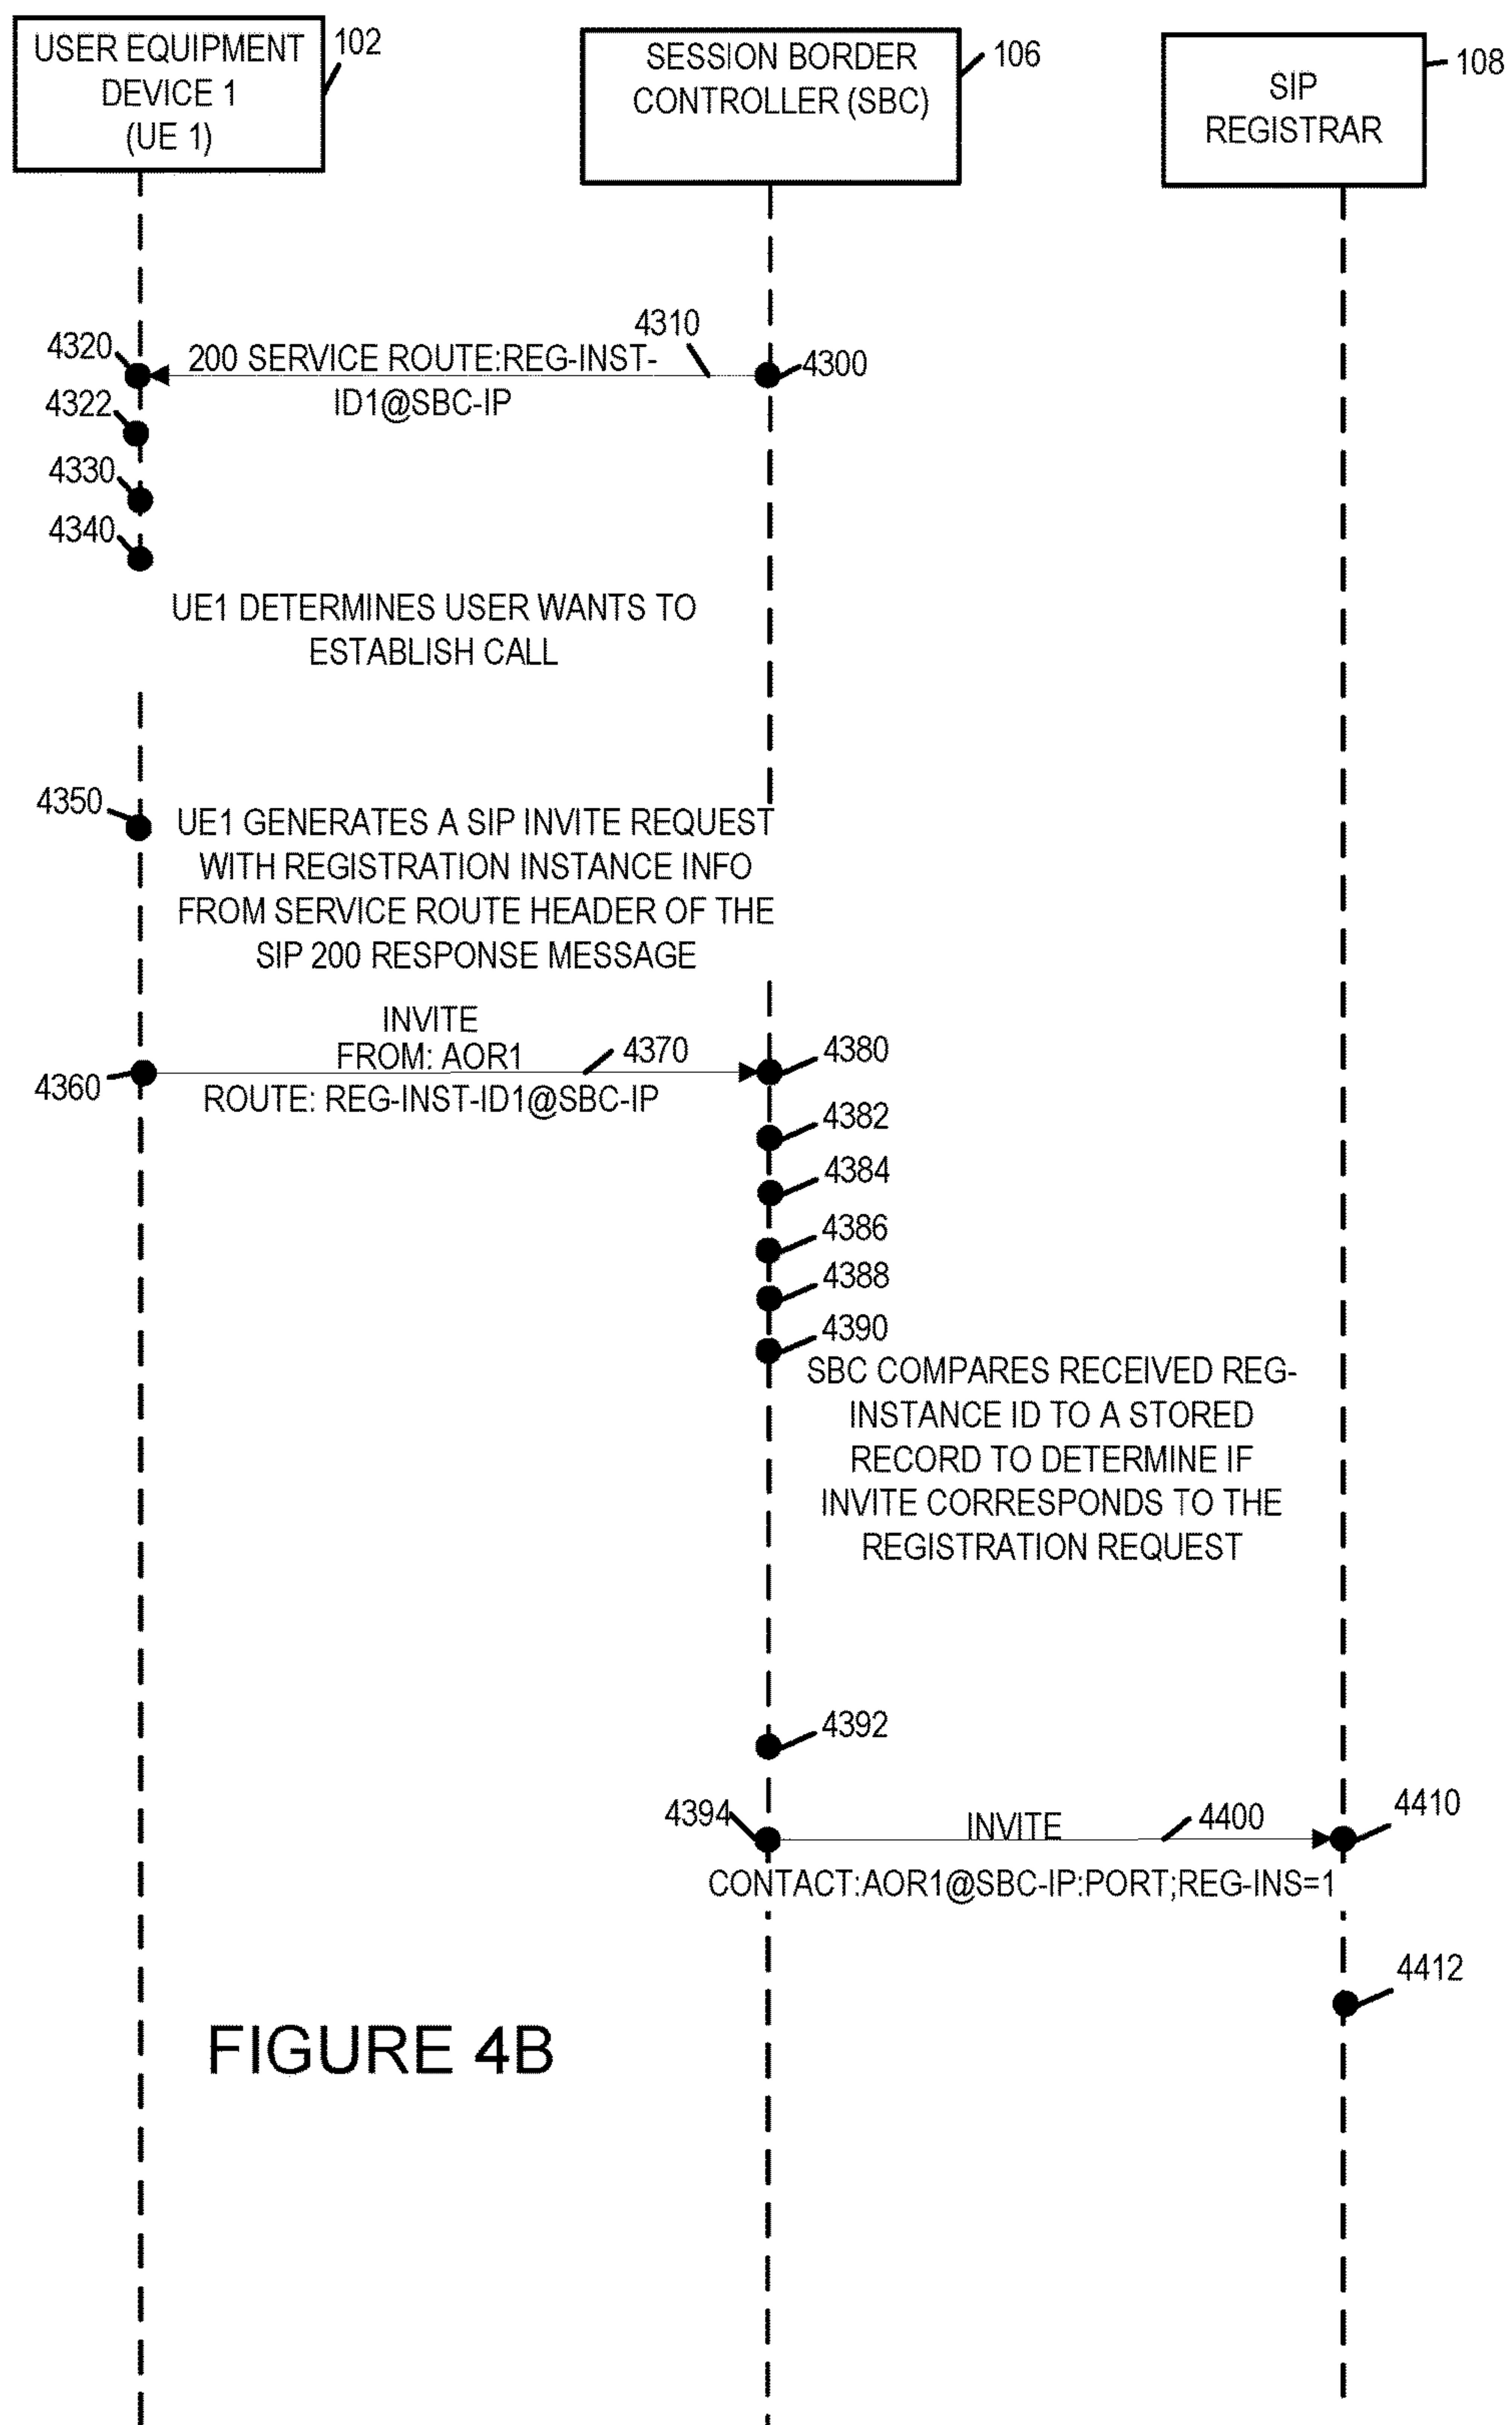 USER EQUIPMENT
DEVICE 1
(UE 1)
102
SESSION BORDER
CONTROLLER (SBC)
106
SIP
REGISTRAR
108
4310
4320
200 SERVICE ROUTE:REG-INST-
ID1@SBC-IP
4300
4322
4330
4340
UE1 DETERMINES USER WANTS TO
ESTABLISH CALL
4350
UE1 GENERATES A SIP INVITE REQUEST
WITH REGISTRATION INSTANCE INFO
FROM SERVICE ROUTE HEADER OF THE
SIP 200 RESPONSE MESSAGE
INVITE
FROM: AOR1
4370
4380
4360
ROUTE: REG-INST-ID1@SBC-IP
4382
4384
4386
4388
4390
SBC COMPARES RECEIVED REG-
INSTANCE ID TO A STORED
RECORD TO DETERMINE IF
INVITE CORRESPONDS TO THE
REGISTRATION REQUEST
4392
4394
INVITE
4400
4410
CONTACT:AOR1@SBC-IP:PORT;REG-INS=1
4412
FIGURE 4B